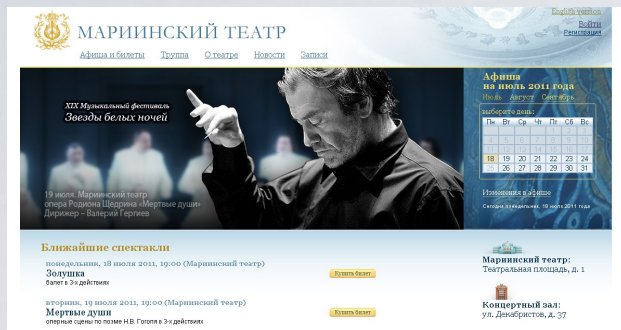 English version
МАРИИНСКИЙ ТЕАТР
Войти
Регистрация
Афиша и билеты Труппа О театре Новости Записи
XIX Музыкальный фестиваль
Звезды белых ночей
19 июля. Мариинский театр
опера Родиона Щедрина «Мертвые души»
Дирижер – Валерий Гергиев
Афиша
на июль 2011 года
Июль Август Сентябрь
выберите день:
Пн Вт Ср Чт Пт Сб Вс
18 19 20 21 22 23 24
25 26 27 28 29 30 31
Изменения в афише
Сегодня понедельник, 18 июля 2011 года
Ближайшие спектакли
понедельник, 18 июля 2011, 19:00 (Мариинский театр)
Золушка
Купить билет
балет в 3-х действиях
вторник, 19 июля 2011, 19:00 (Мариинский театр)
Мертвые души
Купить билет
оперные сцены по поэме Н.В. Гоголя в 3-х действиях
Мариинский театр:
Театральная площадь, д. 1
Концертный зал:
ул. Декабристов, д. 37